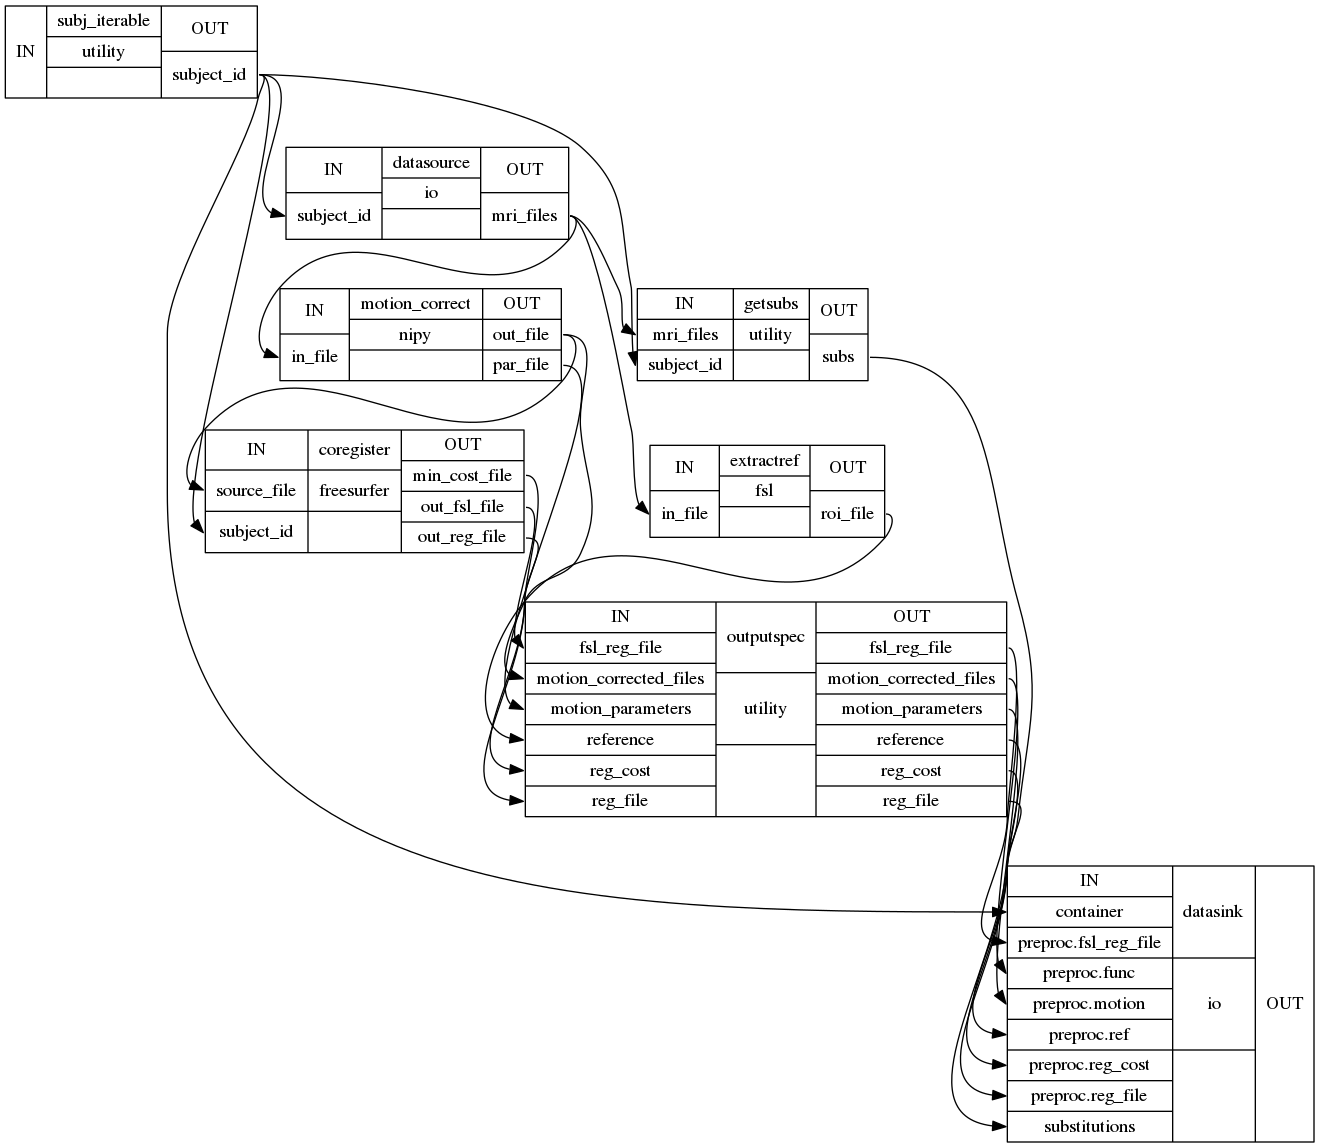 IN subj_iterable OUT
utility
subject_id
IN datasource OUT
io
subject_id mri_files
IN motion_correct OUT
nipy out_file
in_file par_file
IN getsubs OUT
mri_files utility
subject_id subs
IN coregister OUT
min_cost_file
source_file freesurfer
out_fsl_file
subject_id out_reg_file
IN extractref OUT
fsl
in_file roi_file
IN outputspec OUT
fsl_reg_file fsl_reg_file
motion_corrected_files motion_corrected_files
motion_parameters utility motion_parameters
reference reference
reg_cost reg_cost
reg_file reg_file
IN
container datasink
preproc.fsl_reg_file
preproc.func
preproc.motion io OUT
preproc.ref
preproc.reg_cost
preproc.reg_file
substitutions